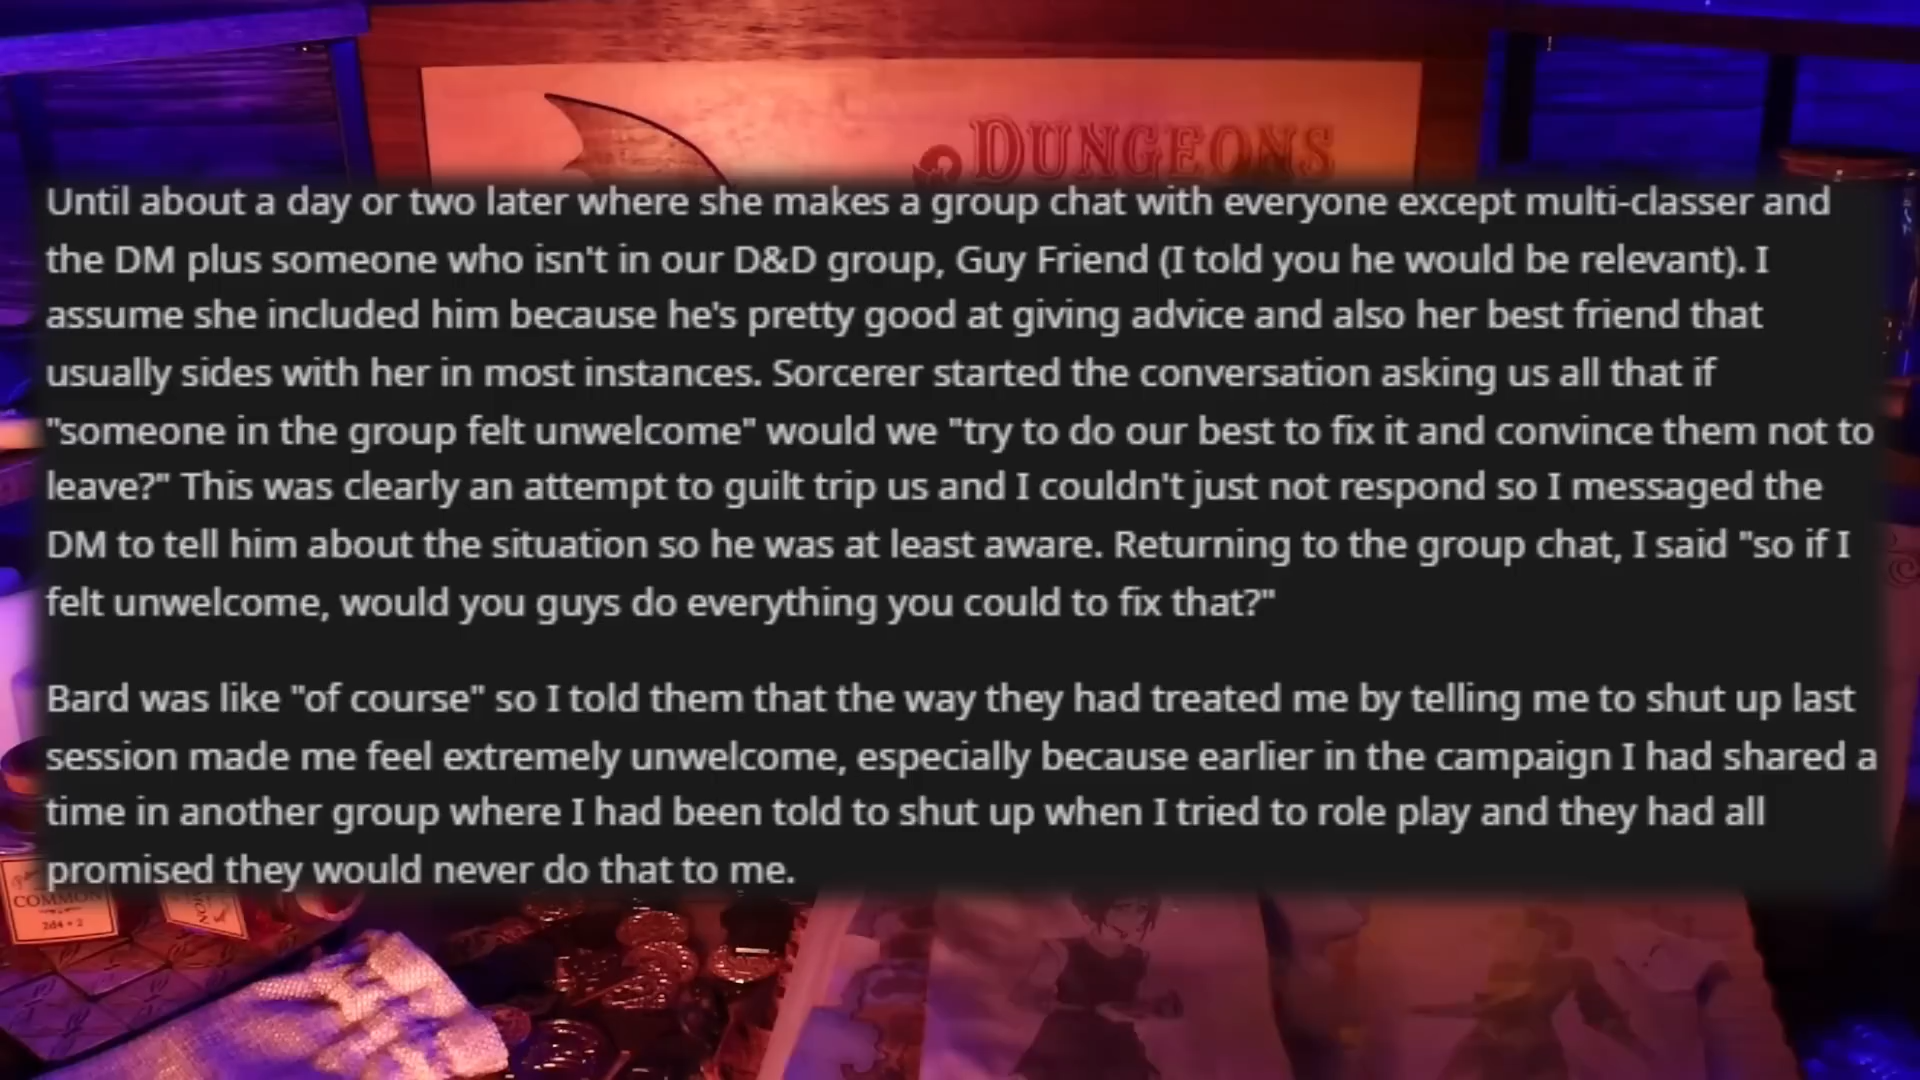 DUNGEONS
Until about a day or two later where she makes a group chat with everyone except multi-classer and
the DM plus someone who isn't in our D&D group, Guy Friend (I told you he would be relevant). I
assume she included him because he's pretty good at giving advice and also her best friend that
usually sides with her in most instances. Sorcerer started the conversation asking us all that if
"someone in the group felt unwelcome" would we "try to do our best to fix it and convince them not to
leave?" This was clearly an attempt to guilt trip us and I couldn't just not respond so I messaged the
DM to tell him about the situation so he was at least aware. Returning to the group chat, I said "so if I
felt unwelcome, would you guys do everything you could to fix that?"
Bard was like "of course" so I told them that the way they had treated me by telling me to shut up last
session made me feel extremely unwelcome, especially because earlier in the campaign I had shared a
time in another group where I had been told to shut up when I tried to role play and they had all
promised they would never do that to me.
COMMON
2d4 + 2